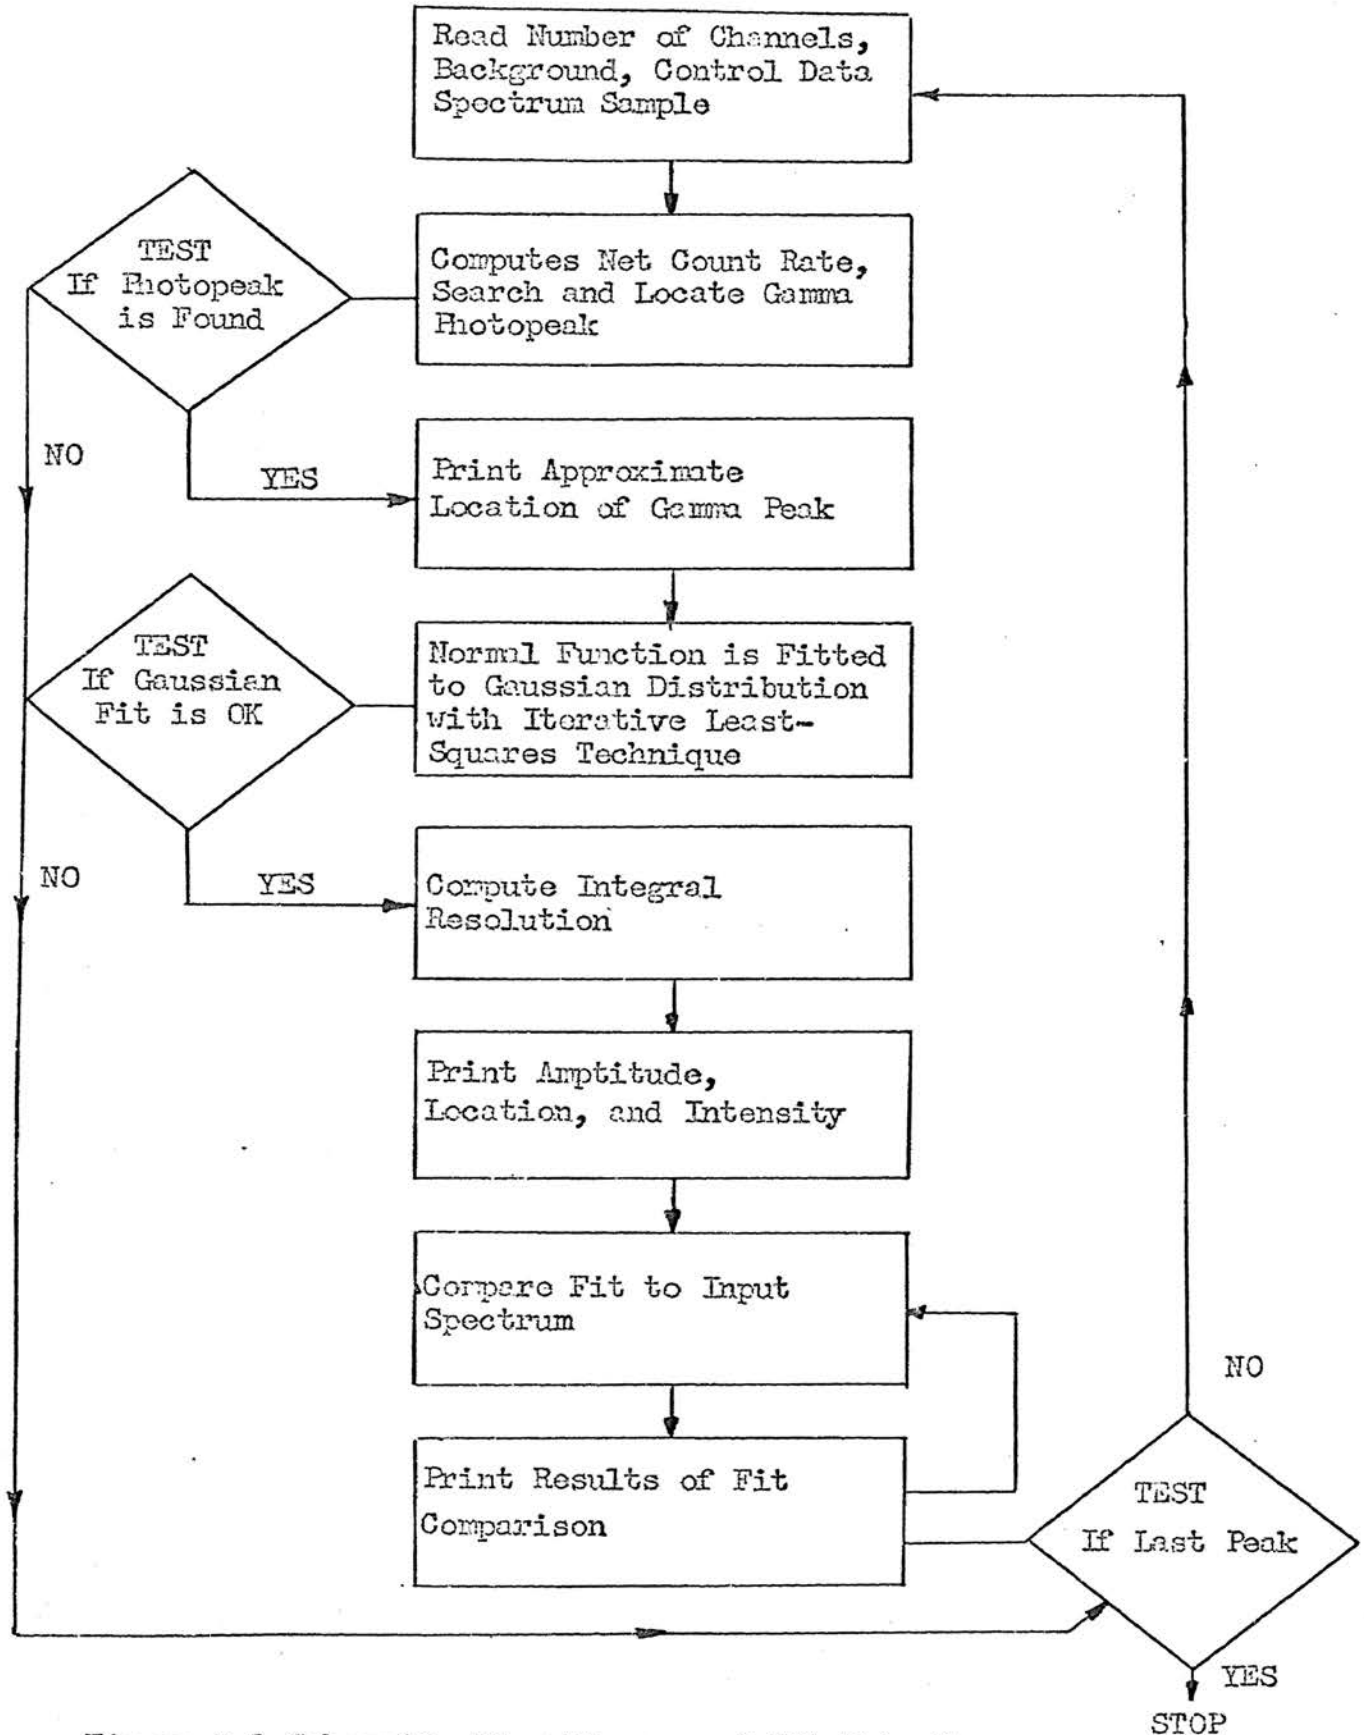 Read Number of Channels,
Background, Control Data
Spectrum Sample
TEST
If Photopeak
is Found
Computes Net Count Rate,
Search and Locate Gamma
Photopeak
NO
YES
Print Approximate
Location of Gamma Peak
TEST
If Gaussian
Fit is OK
Normal Function is Fitted
to Gaussian Distribution
with Iterative Least-
Squares Technique
NO
YES
Compute Integral
Resolution
Print Amptitude,
Location, and Intensity
Compare Fit to Input
Spectrum
NO
Print Results of Fit
Comparison
TEST
If Last Peak
YES
STOP